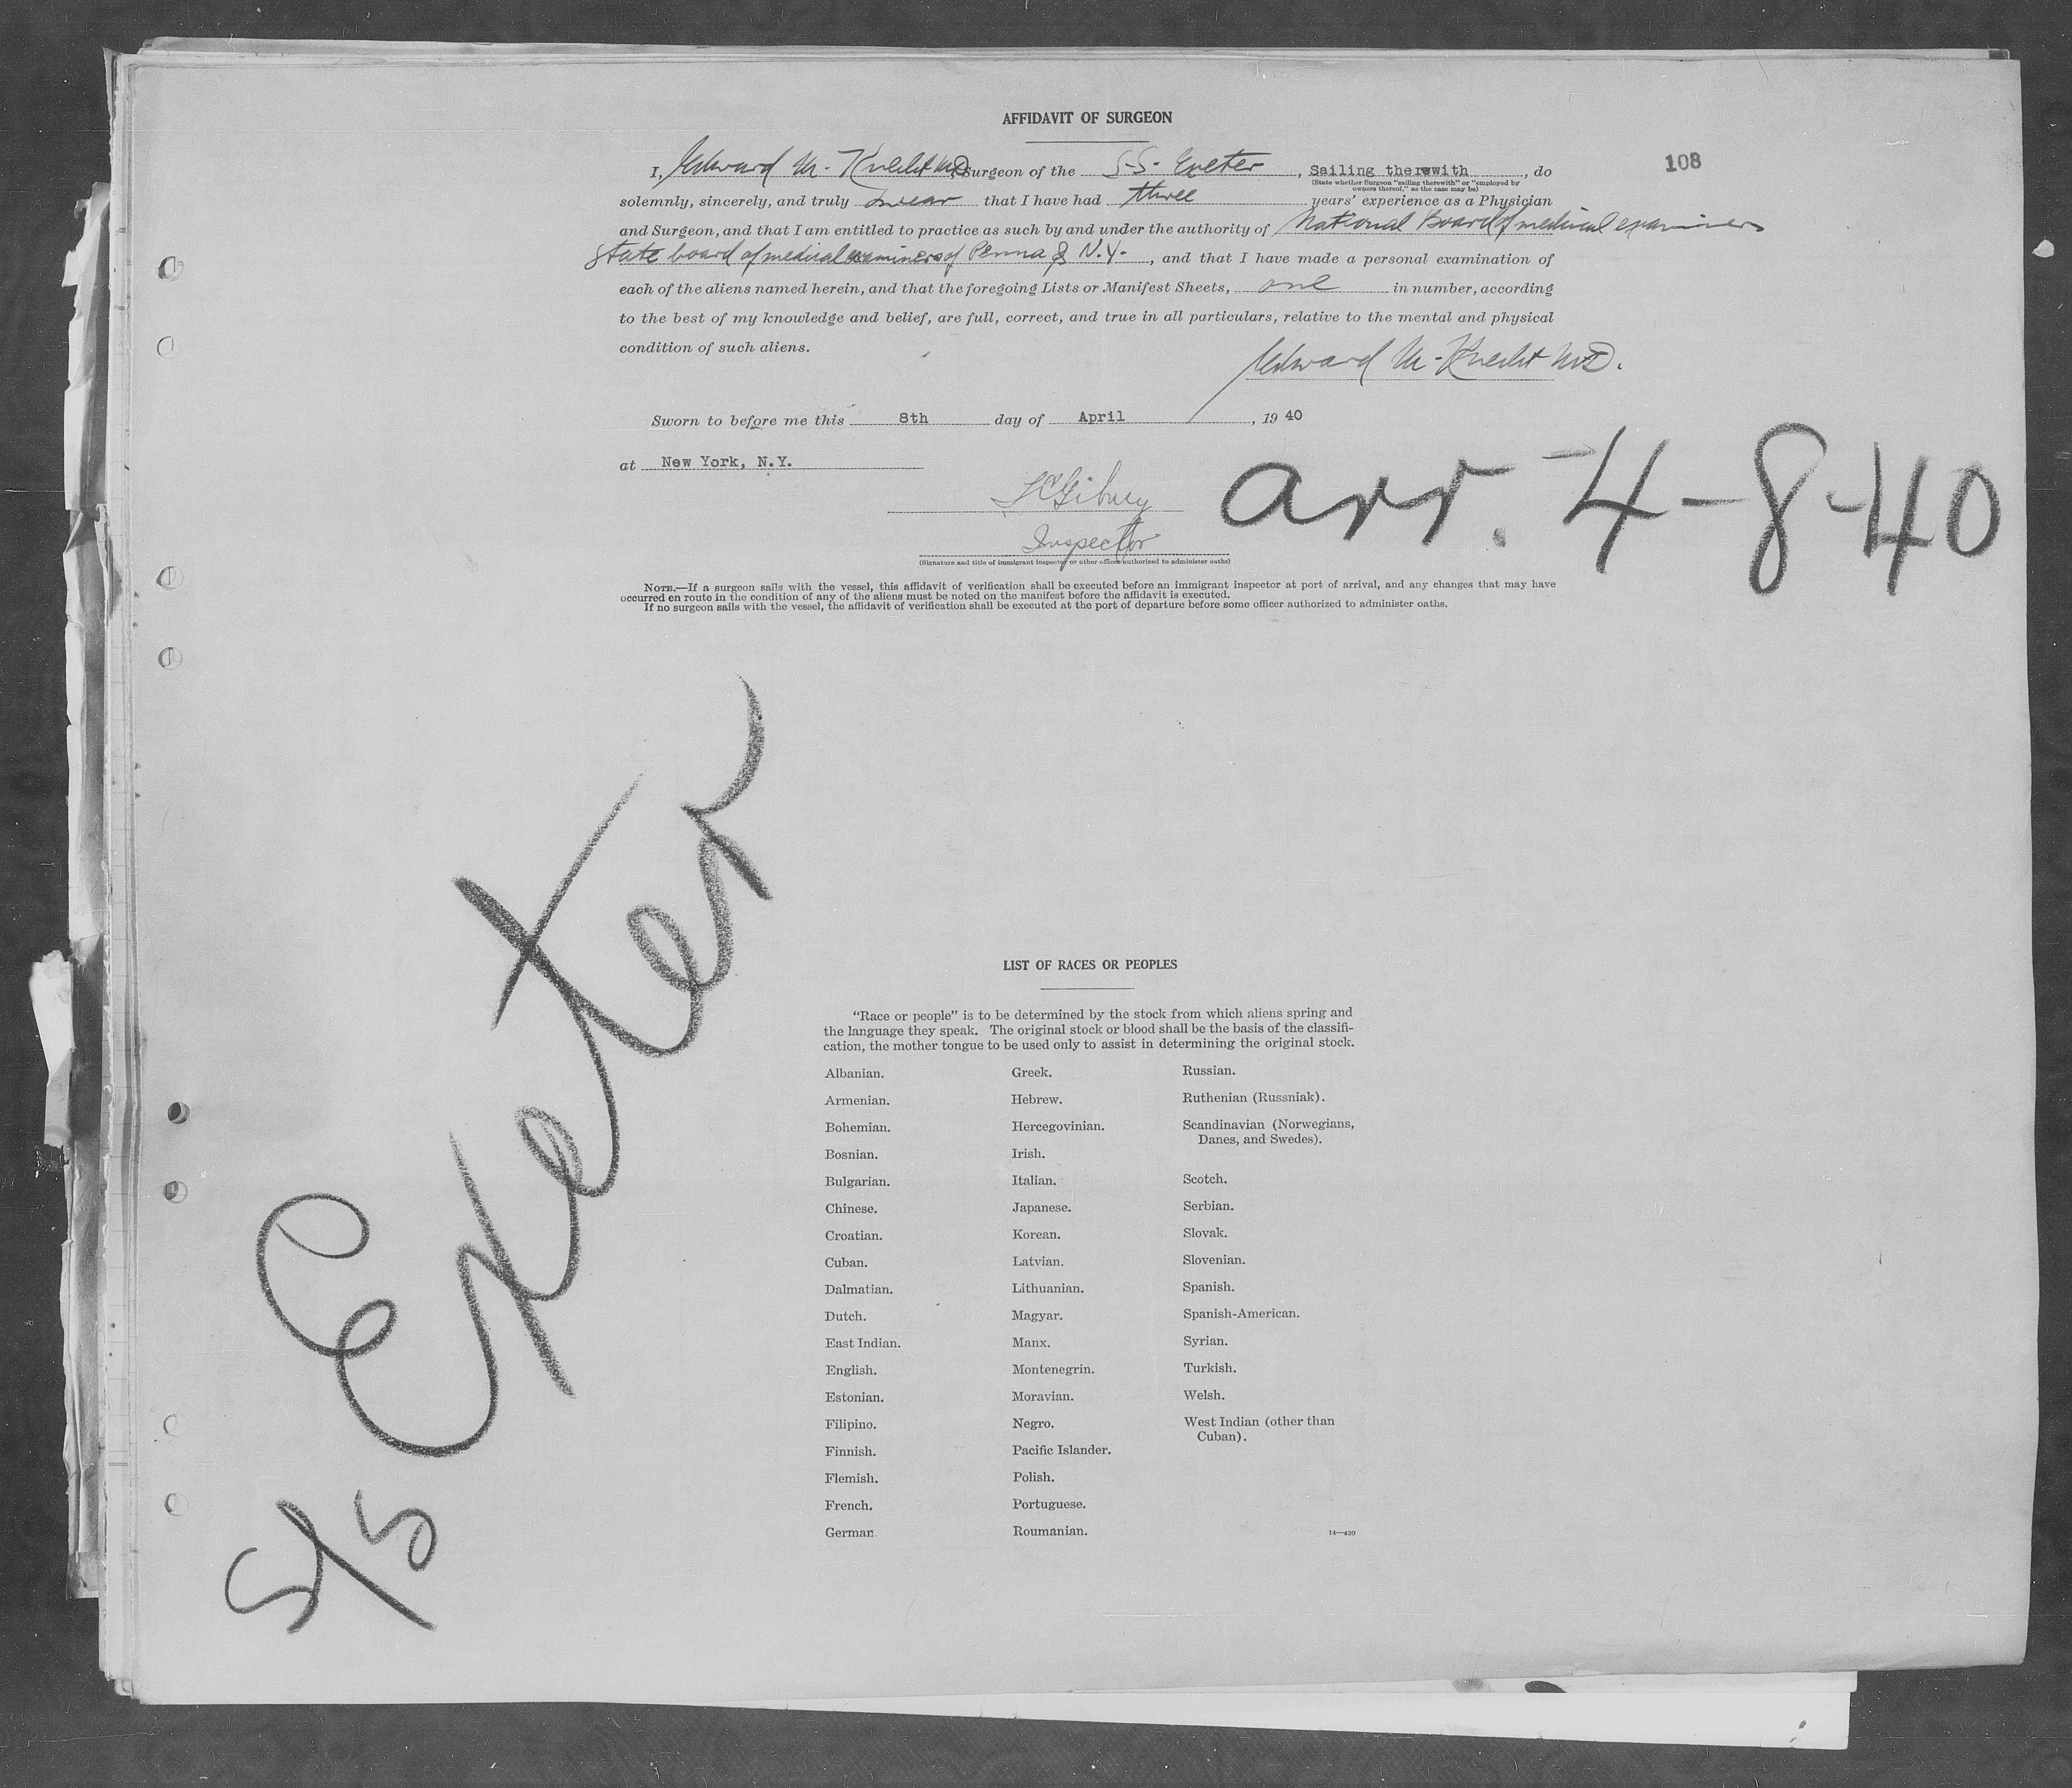 AFFIDAVIT OF SURGEON
108
I, Edward M. Knecht MD, Surgeon of the S.S. Exeter, Sailing therewith, do
(State whether Surgeon "sailing therewith" or "employed by
owners thereof," as the case may be)
solemnly, sincerely, and truly swear that I have had three years' experience as a Physician
and Surgeon, and that I am entitled to practice as such by and under the authority of National Board of medical examiners
State board of medical examiners of Penna & N.Y., and that I have made a personal examination of
each of the aliens named herein, and that the foregoing Lists or Manifest Sheets, one in number, according
to the best of my knowledge and belief, are full, correct, and true in all particulars, relative to the mental and physical
condition of such aliens.
Edward M. Knecht M.D.
Sworn to before me this 8th day of April, 1940
at New York, N.Y.
arr. 4-8-40
Inspector
(Signature and title of immigrant inspector or other officer authorized to administer oaths)
NOTE.—If a surgeon sails with the vessel, this affidavit of verification shall be executed before an immigrant inspector at port of arrival, and any changes that may have
occurred en route in the condition of any of the aliens must be noted on the manifest before the affidavit is executed.
If no surgeon sails with the vessel, the affidavit of verification shall be executed at the port of departure before some officer authorized to administer oaths.
S/S Exeter
LIST OF RACES OR PEOPLES
"Race or people" is to be determined by the stock from which aliens spring and
the language they speak. The original stock or blood shall be the basis of the classifi-
cation, the mother tongue to be used only to assist in determining the original stock.
Albanian.
Armenian.
Bohemian.
Bosnian.
Bulgarian.
Chinese.
Croatian.
Cuban.
Dalmatian.
Dutch.
East Indian.
English.
Estonian.
Filipino.
Finnish.
Flemish.
French.
German
Greek.
Hebrew.
Hercegovinian.
Irish.
Italian.
Japanese.
Korean.
Latvian.
Lithuanian.
Magyar.
Manx.
Montenegrin.
Moravian.
Negro.
Pacific Islander.
Polish.
Portuguese.
Roumanian.
Russian.
Ruthenian (Russniak).
Scandinavian (Norwegians,
Danes, and Swedes).
Scotch.
Serbian.
Slovak.
Slovenian.
Spanish.
Spanish-American.
Syrian.
Turkish.
Welsh.
West Indian (other than
Cuban).
14—430